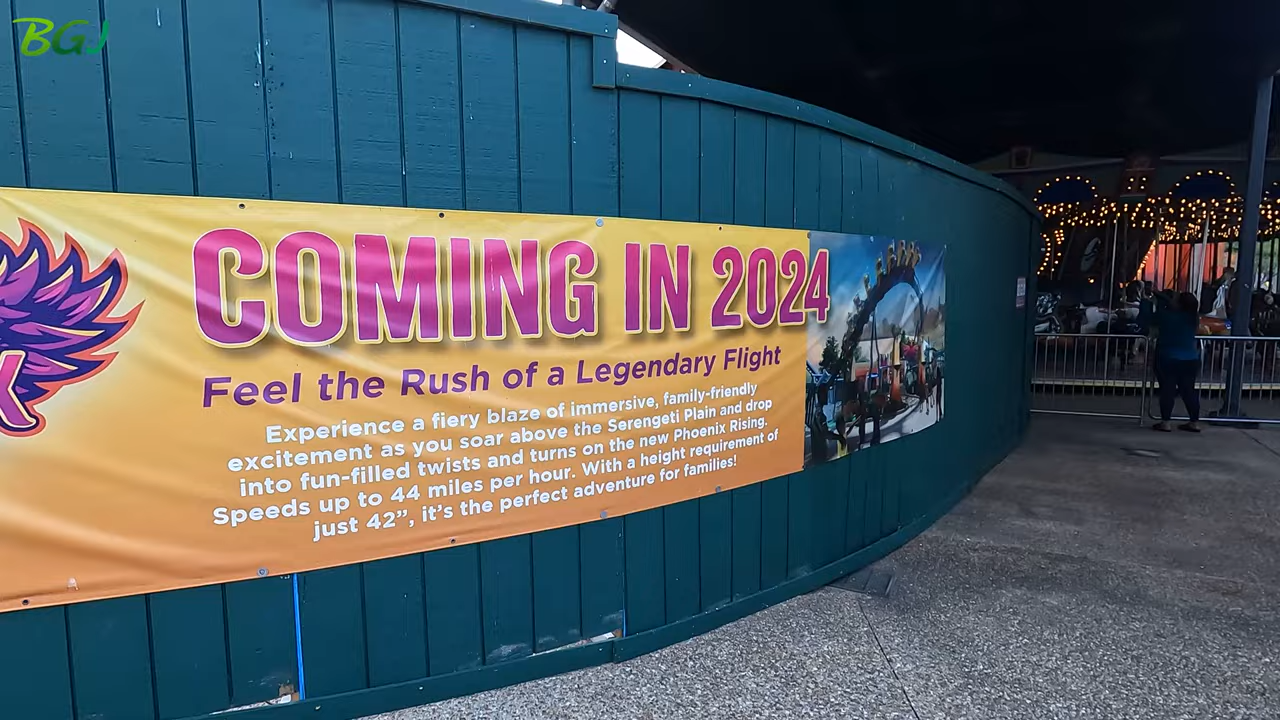 BGJ
COMING IN 2024
Feel the Rush of a Legendary Flight
Experience a fiery blaze of immersive, family-friendly
excitement as you soar above the Serengeti Plain and drop
into fun-filled twists and turns on the new Phoenix Rising.
Speeds up to 44 miles per hour. With a height requirement of
just 42”, it’s the perfect adventure for families!